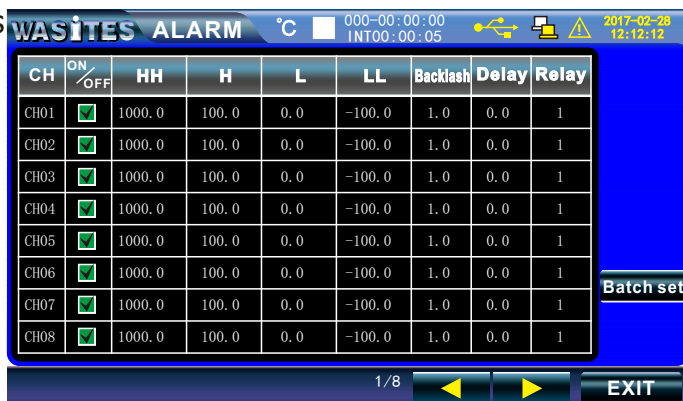 S
WASiTES ALARM °C 000-00:00:00 INT00:00:05 2017-02-28 12:12:12
CH ON/OFF HH H L LL Backlash Delay Relay
CH01 1000.0 100.0 0.0 -100.0 1.0 0.0 1
CH02 1000.0 100.0 0.0 -100.0 1.0 0.0 1
CH03 1000.0 100.0 0.0 -100.0 1.0 0.0 1
CH04 1000.0 100.0 0.0 -100.0 1.0 0.0 1
CH05 1000.0 100.0 0.0 -100.0 1.0 0.0 1
CH06 1000.0 100.0 0.0 -100.0 1.0 0.0 1
CH07 1000.0 100.0 0.0 -100.0 1.0 0.0 1
CH08 1000.0 100.0 0.0 -100.0 1.0 0.0 1
Batch set
1/8 EXIT